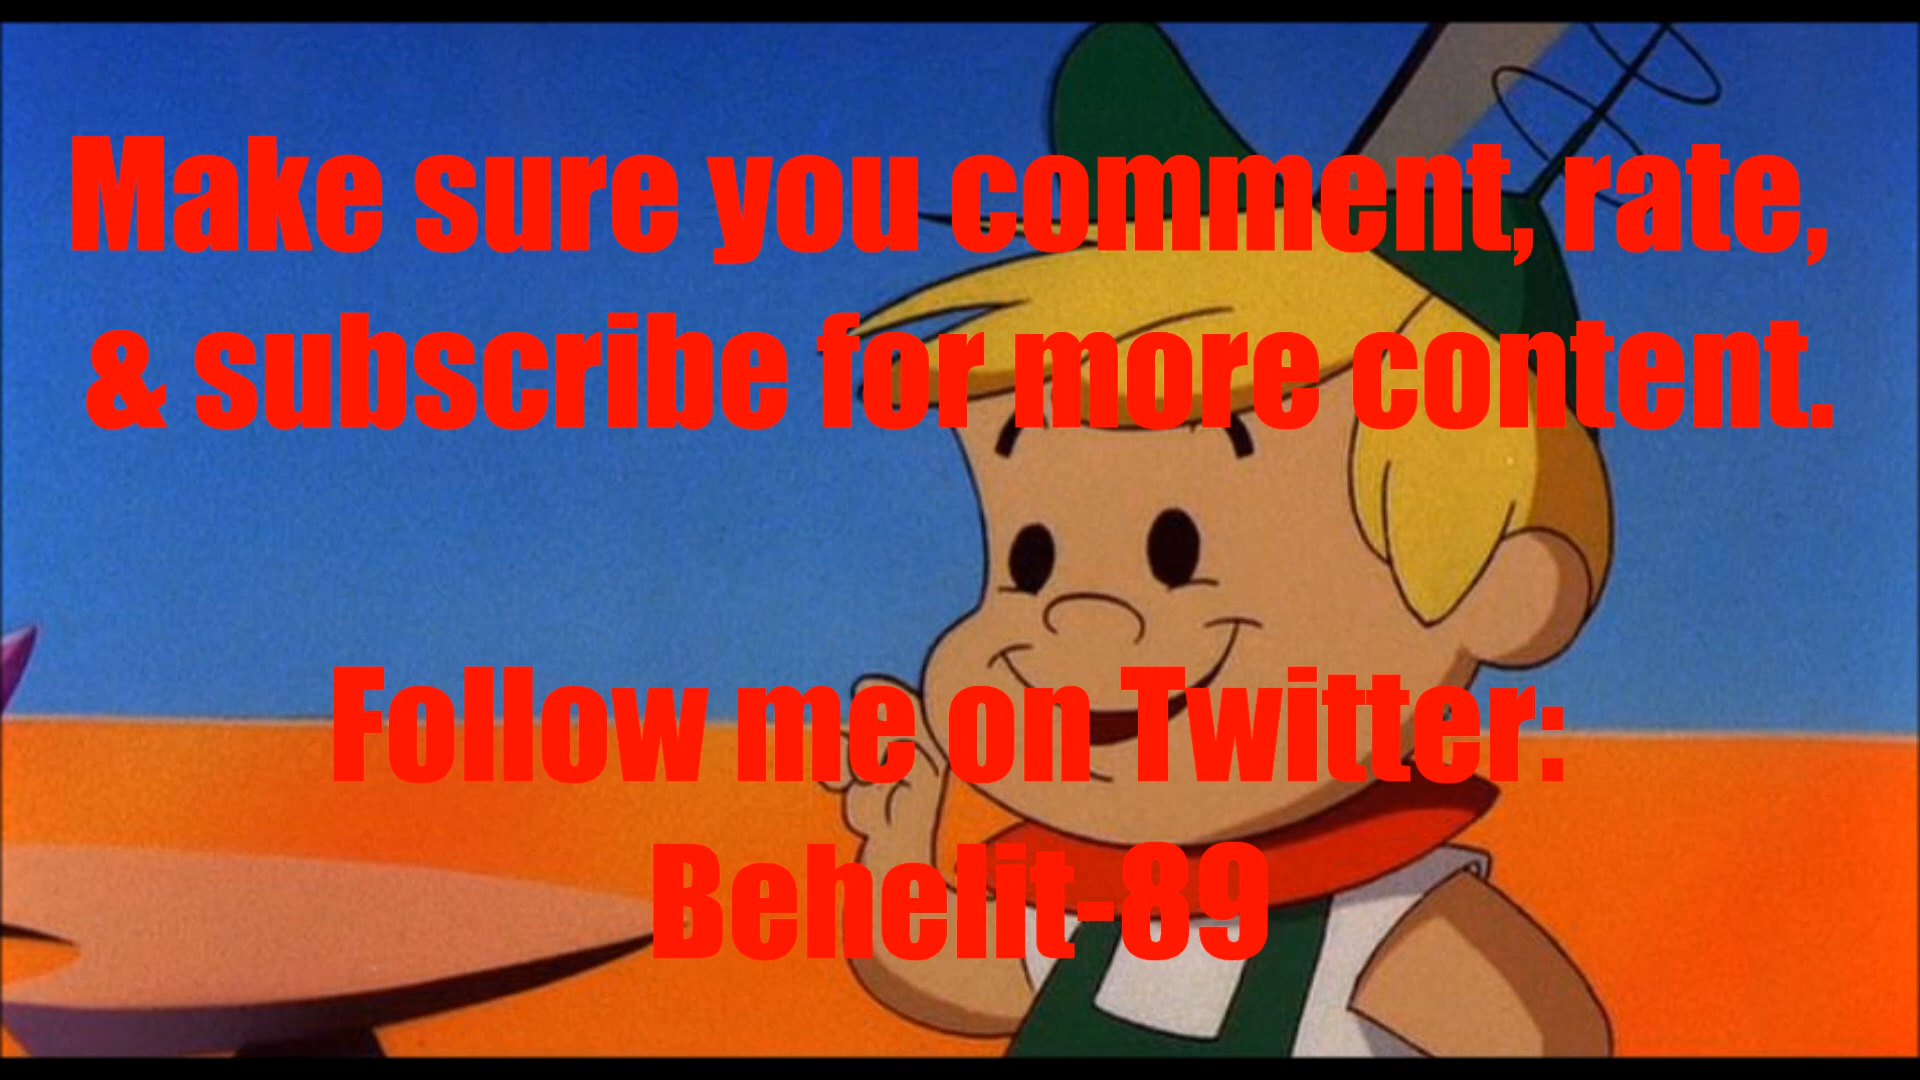 Make sure you comment, rate,
& subscribe for more content.
Follow me on Twitter:
Behelit-89